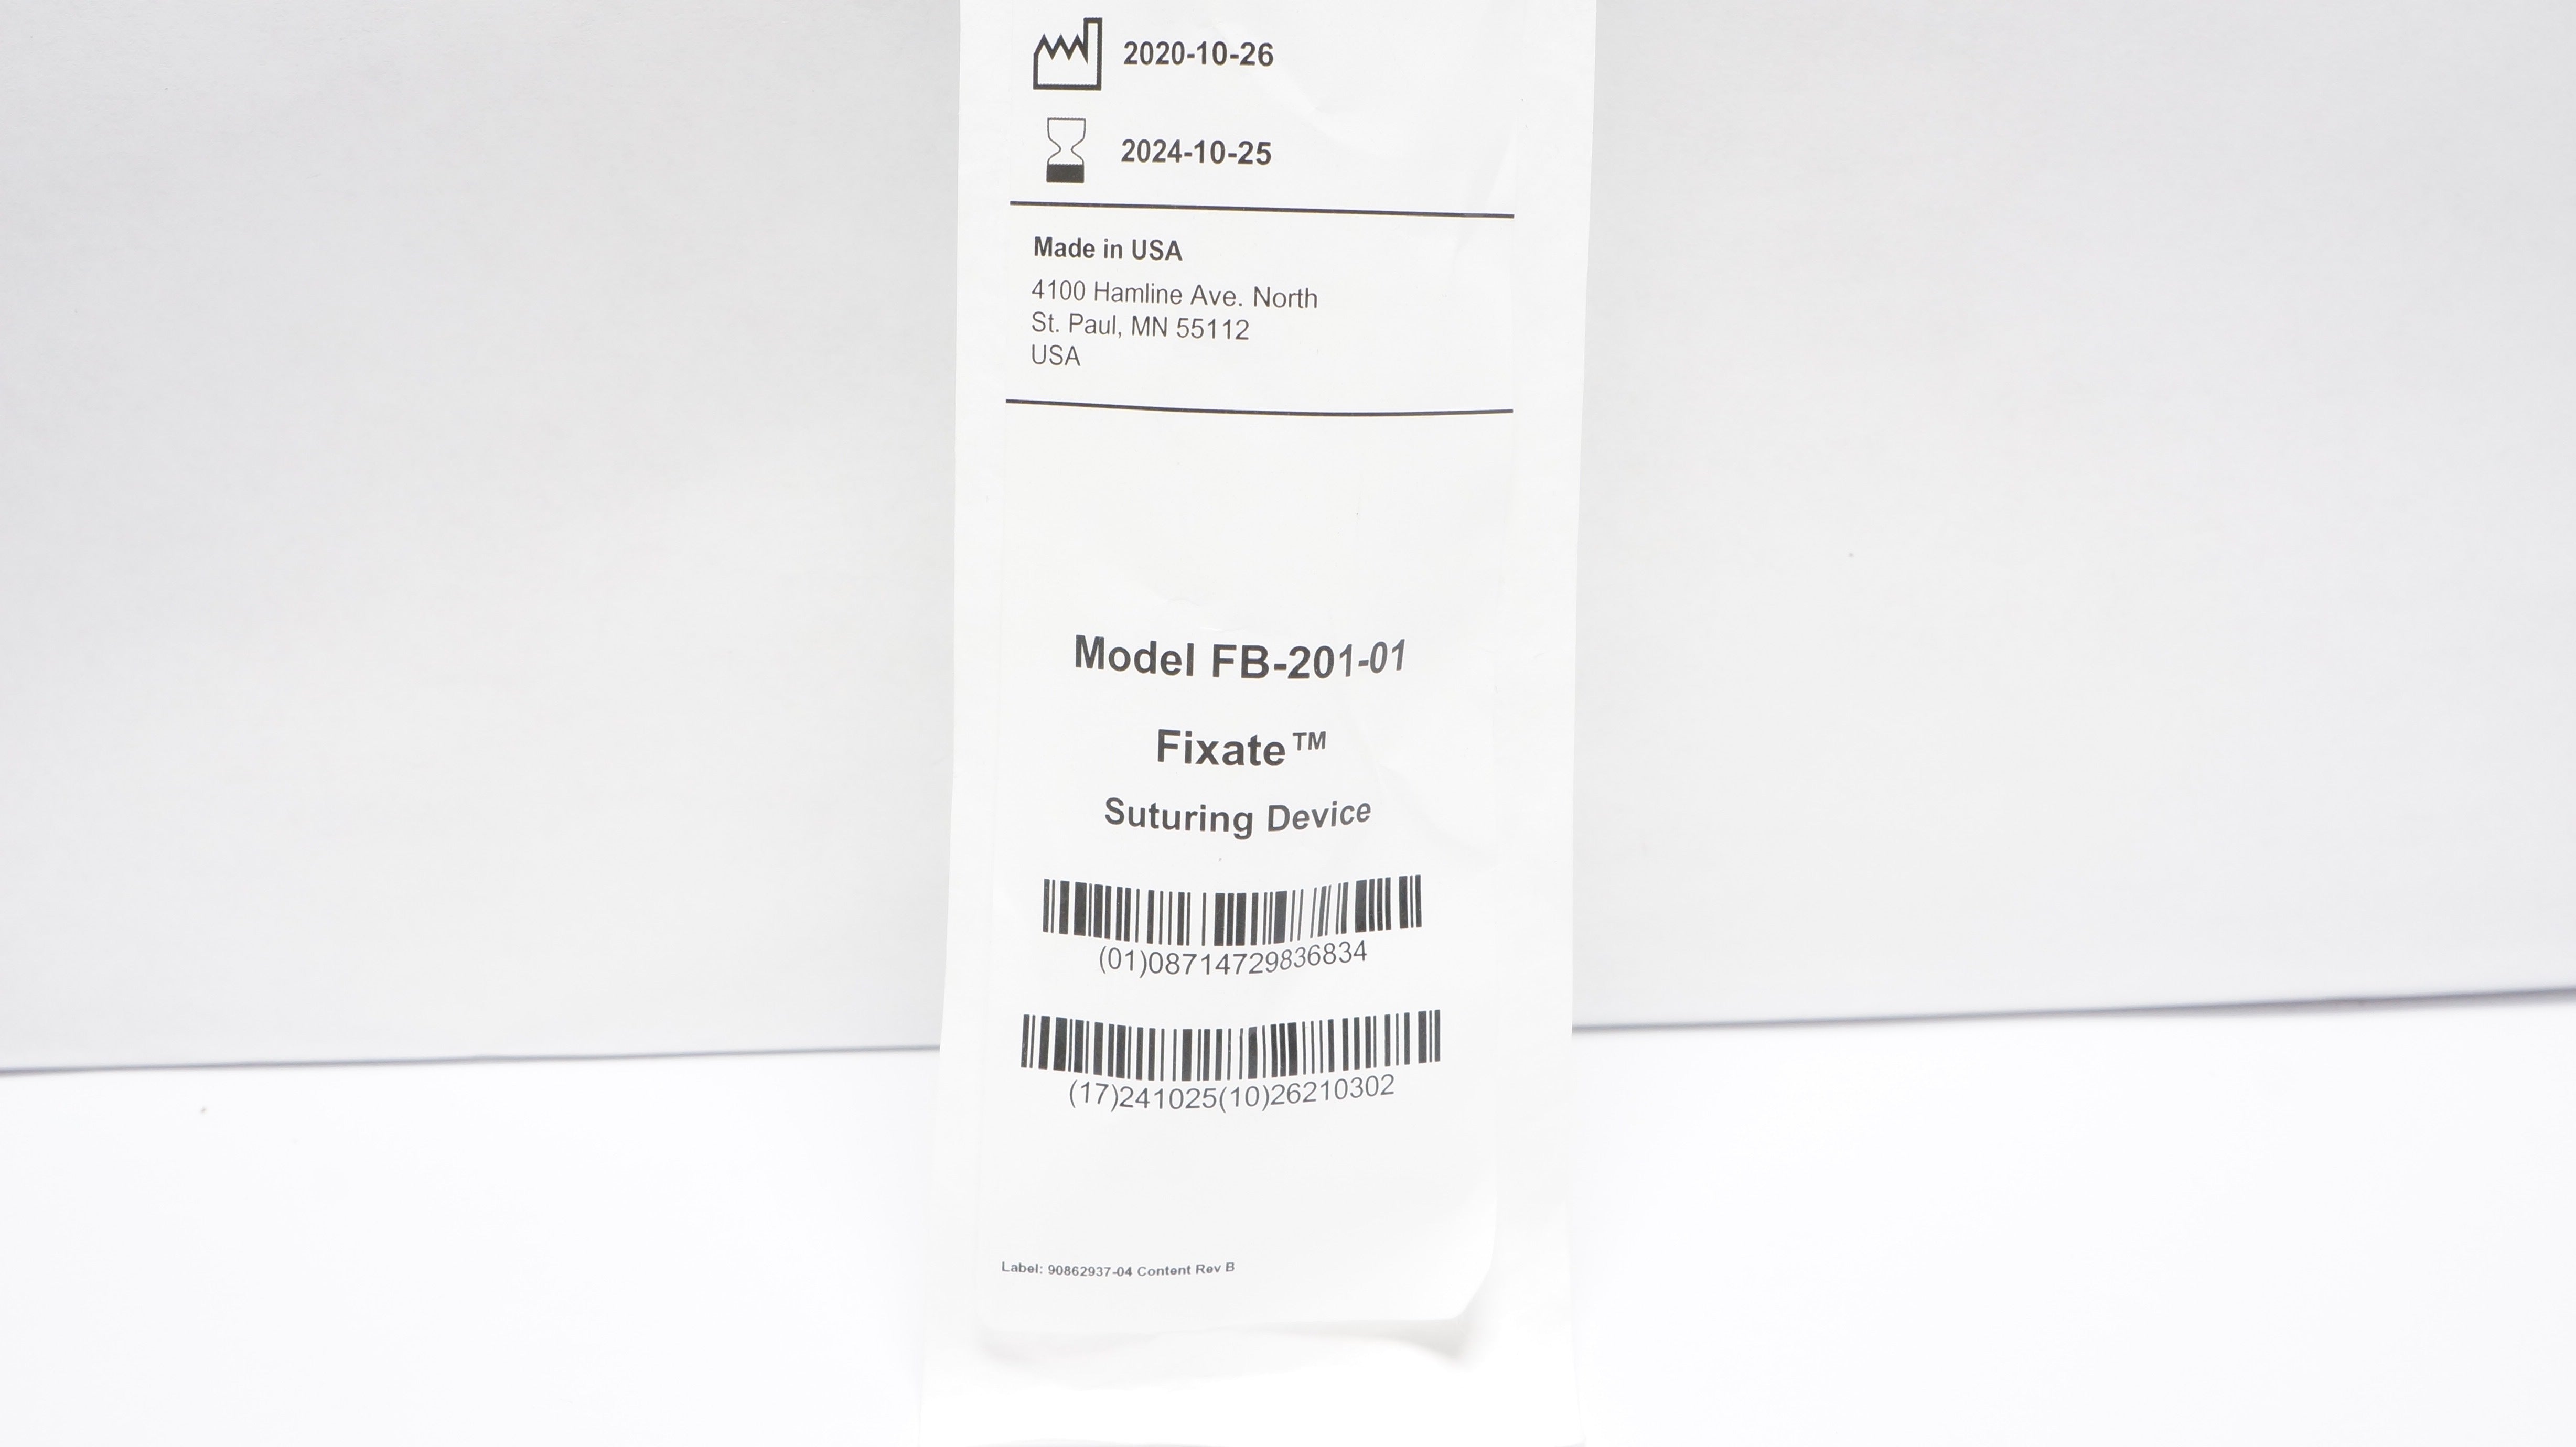 2020-10-26
2024-10-25
Made in USA
4100 Hamline Ave. North
St. Paul, MN 55112
USA
Model FB-201-01
Fixate™
Suturing Device
(01)08714729836834
(17)241025(10)26210302
Label: 90862937-04 Content Rev B